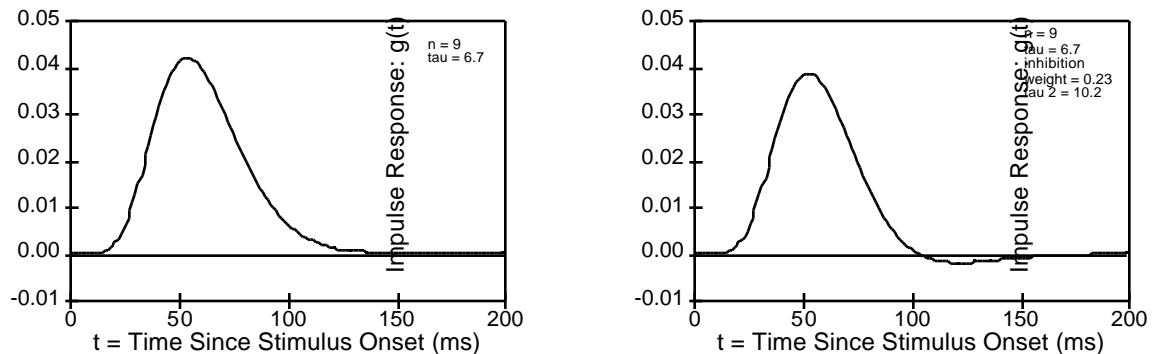 0.05
0.04
0.03
0.02
0.01
0.00
-0.01
0
50
100
150
200
t = Time Since Stimulus Onset (ms)
Impulse Response: g(t)
n = 9
tau = 6.7
0.05
0.04
0.03
0.02
0.01
0.00
-0.01
0
50
100
150
200
t = Time Since Stimulus Onset (ms)
Impulse Response: g(t)
n = 9
tau = 6.7
inhibition
weight = 0.23
tau 2 = 10.2